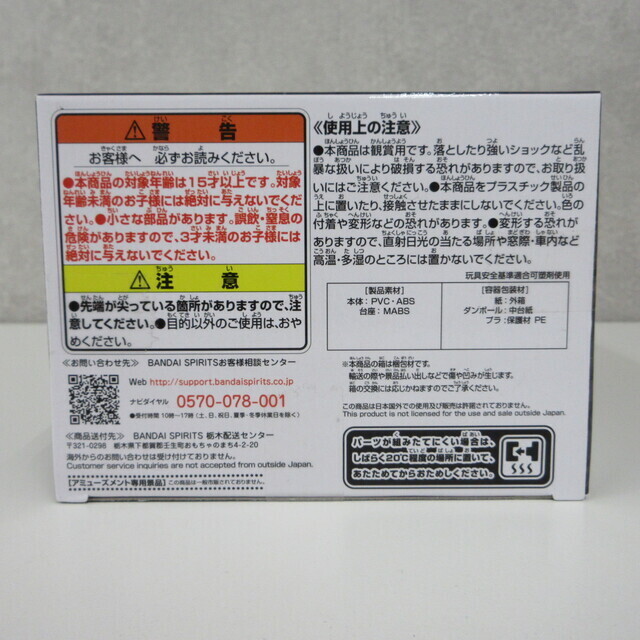 ⚠警告
お客様へ 必ずお読みください。
●本商品の対象年齢は15才以上です。対象
年齢未満のお子様には絶対に与えないでくだ
さい。●小さな部品があります。誤飲・窒息の
危険がありますので、3才未満のお子様には
絶対に与えないでください。
⚠注意
●先端が尖っている箇所がありますので、注
意してください。●目的以外のご使用は、おや
めください。
《お問い合わせ先》 BANDAI SPIRITSお客様相談センター
Web http://support.bandaispirits.co.jp
ナビダイヤル 0570-078-001
●受付時間 10時~17時 (土、日、祝日、夏季・冬季休業日を除く)
《商品送付先》 BANDAI SPIRITS 栃木配送センター
〒321-0298 栃木県下都賀郡壬生町おもちゃのまち5-4-20
海外からのお問い合わせは受け付けておりません。
Customer service inquiries are not accepted from outside Japan.
【アミューズメント専用景品】 この商品は一般市販しておりません。
《使用上の注意》
●本商品は観賞用です。落としたり強いショックなど乱
暴な扱いにより破損する恐れがありますので、お取り扱
いにはご注意ください。●本商品をプラスチック製品の
上に置いたり、接触させたままにしないでください。色の
付着や変形などの恐れがあります。●変形する恐れが
ありますので、直射日光の当たる場所や窓際・車内など
高温・多湿のところには置かないでください。
玩具安全基準適合可塑剤使用
【製品素材】
本体:PVC・ABS
台座:MABS
【容器包装材】
紙:外箱
ダンボール:中台紙
プラ:保護材 PE
※本商品の箱は梱包材です。
輸送の際や景品払い出しなどで傷や凹みが生じます。
箱の交換には応じかねますのでご了承ください。
この商品は日本国外での使用及び販売は許諾されておりません。
This product is not licensed for the use and sale outside Japan.
パーツが組みたてにくい場合は、
しばらく20℃程度の場所に置いて、
あたためてからおめしください。